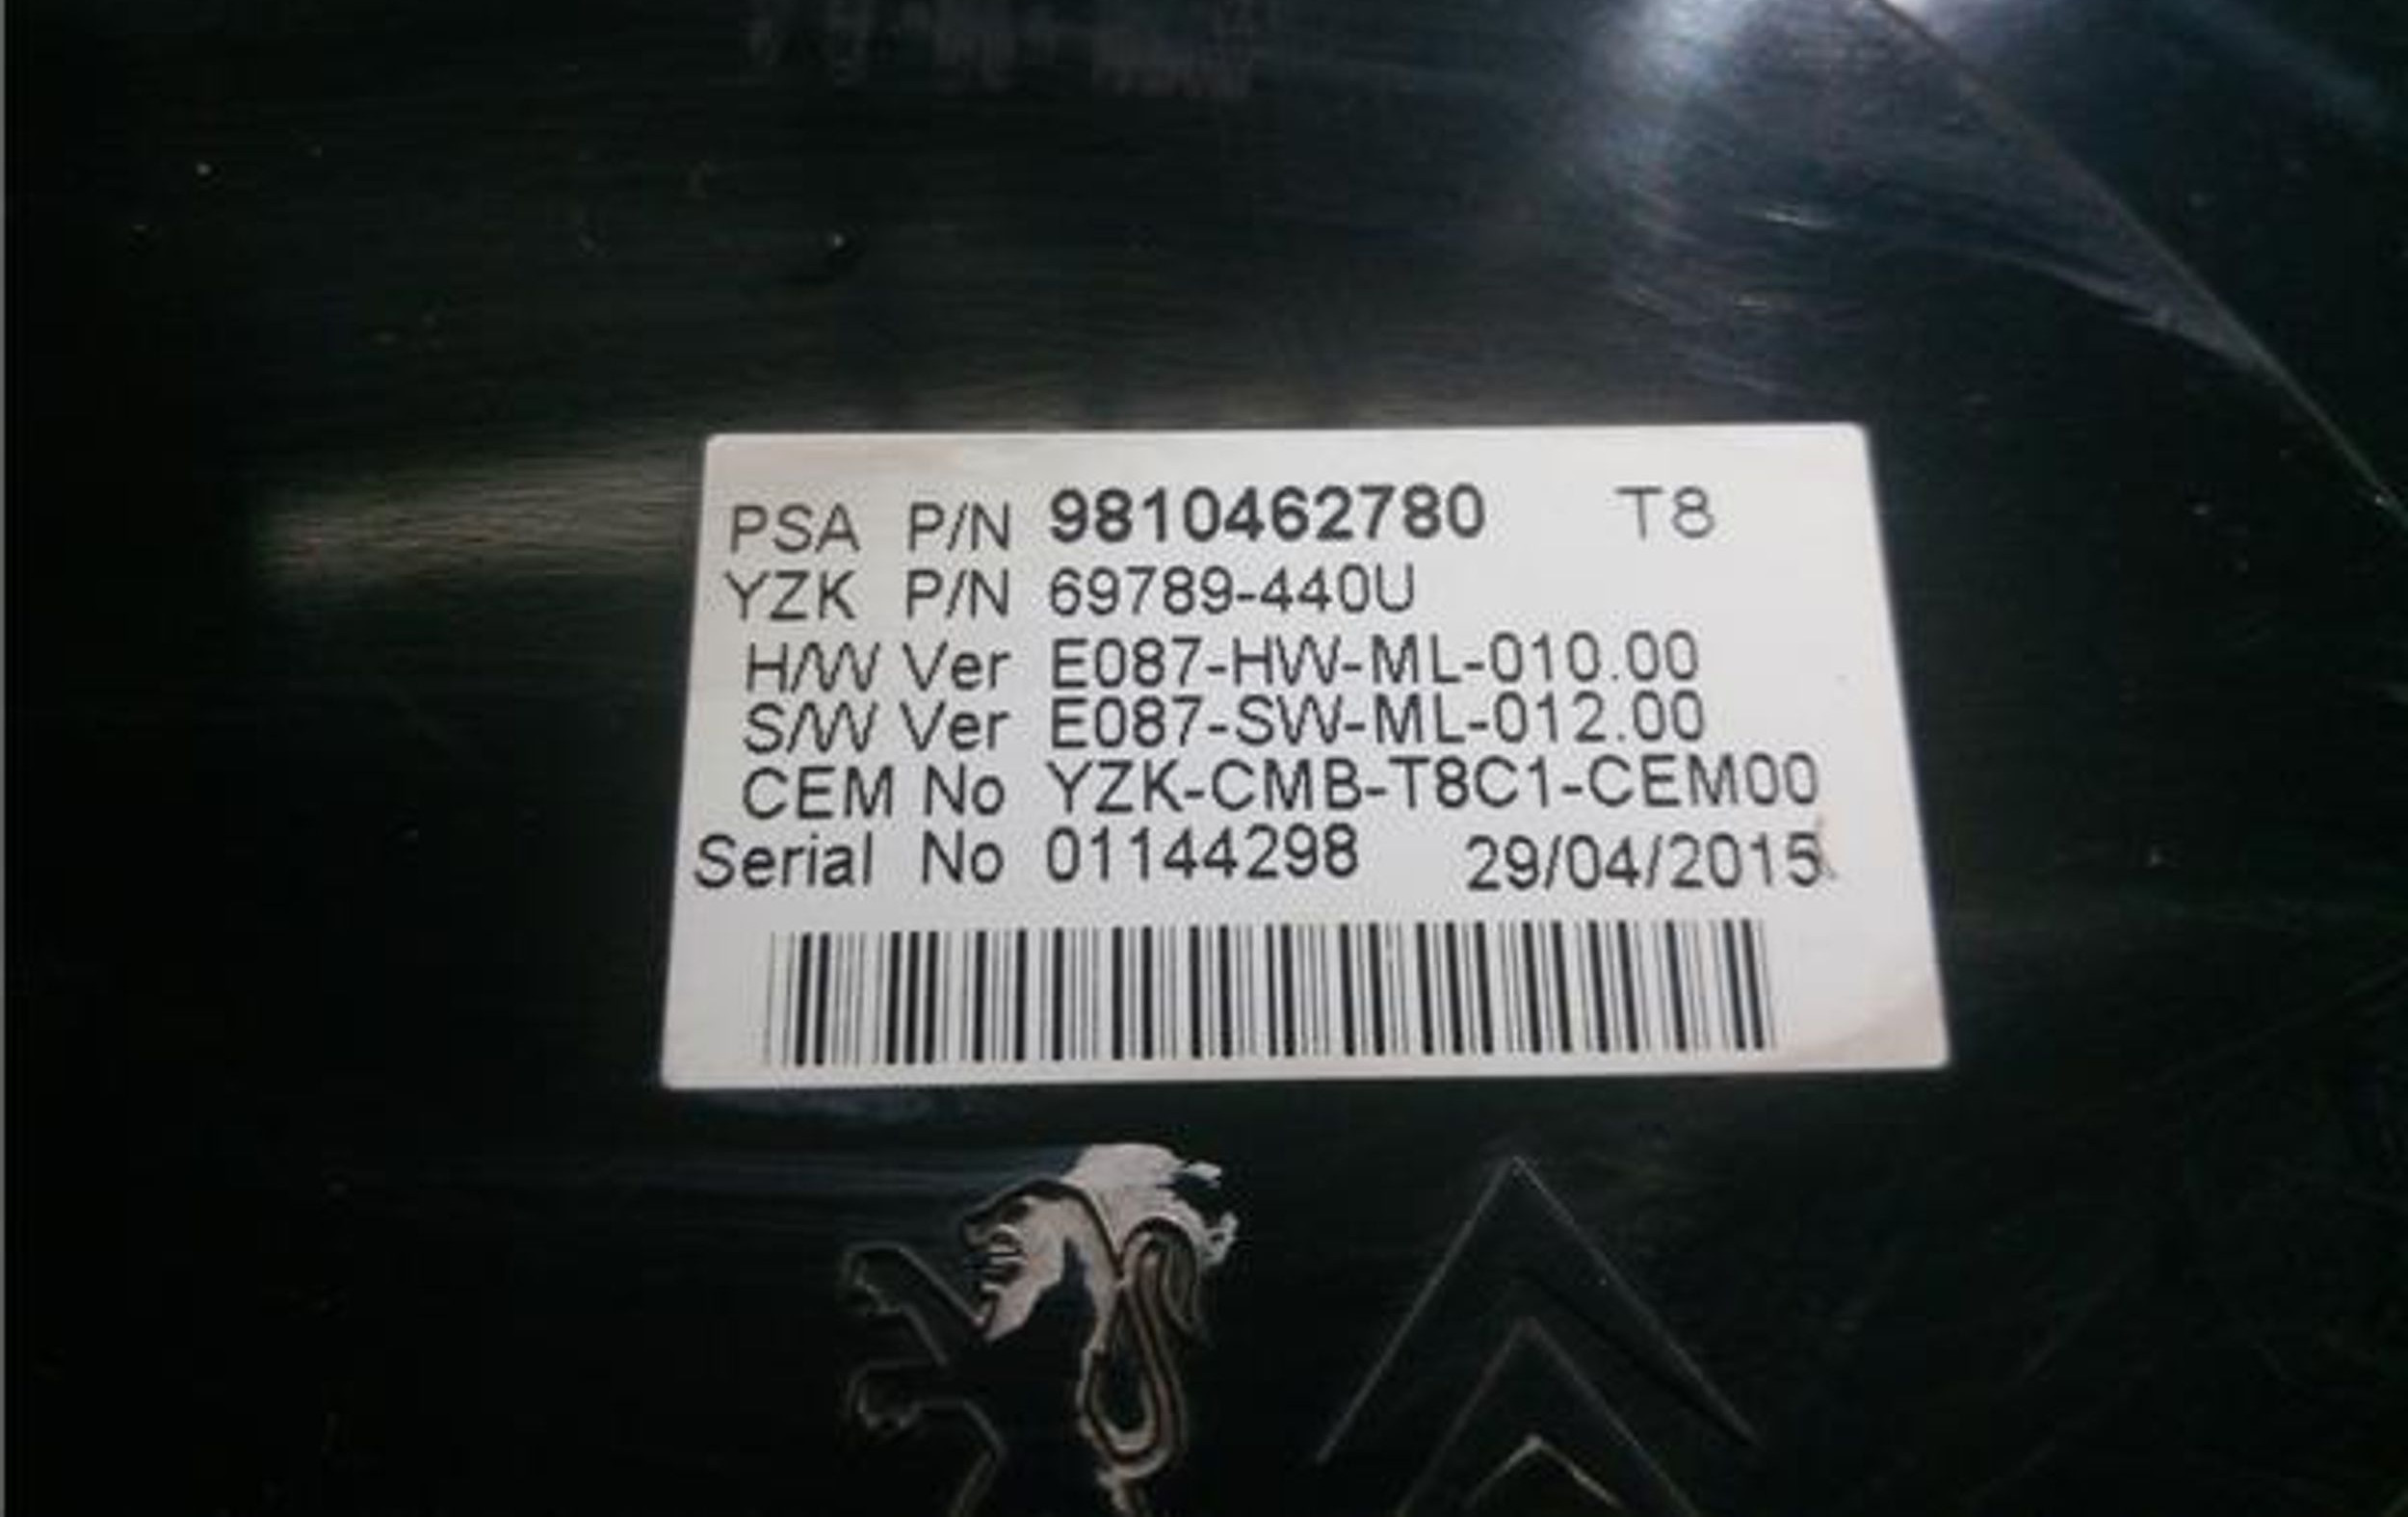 PSA P/N 9810462780 T8
YZK P/N 69789-440U
H/W Ver E087-HW-ML-010.00
S/W Ver E087-SW-ML-012.00
CEM No YZK-CMB-T8C1-CEM00
Serial No 01144298 29/04/2015